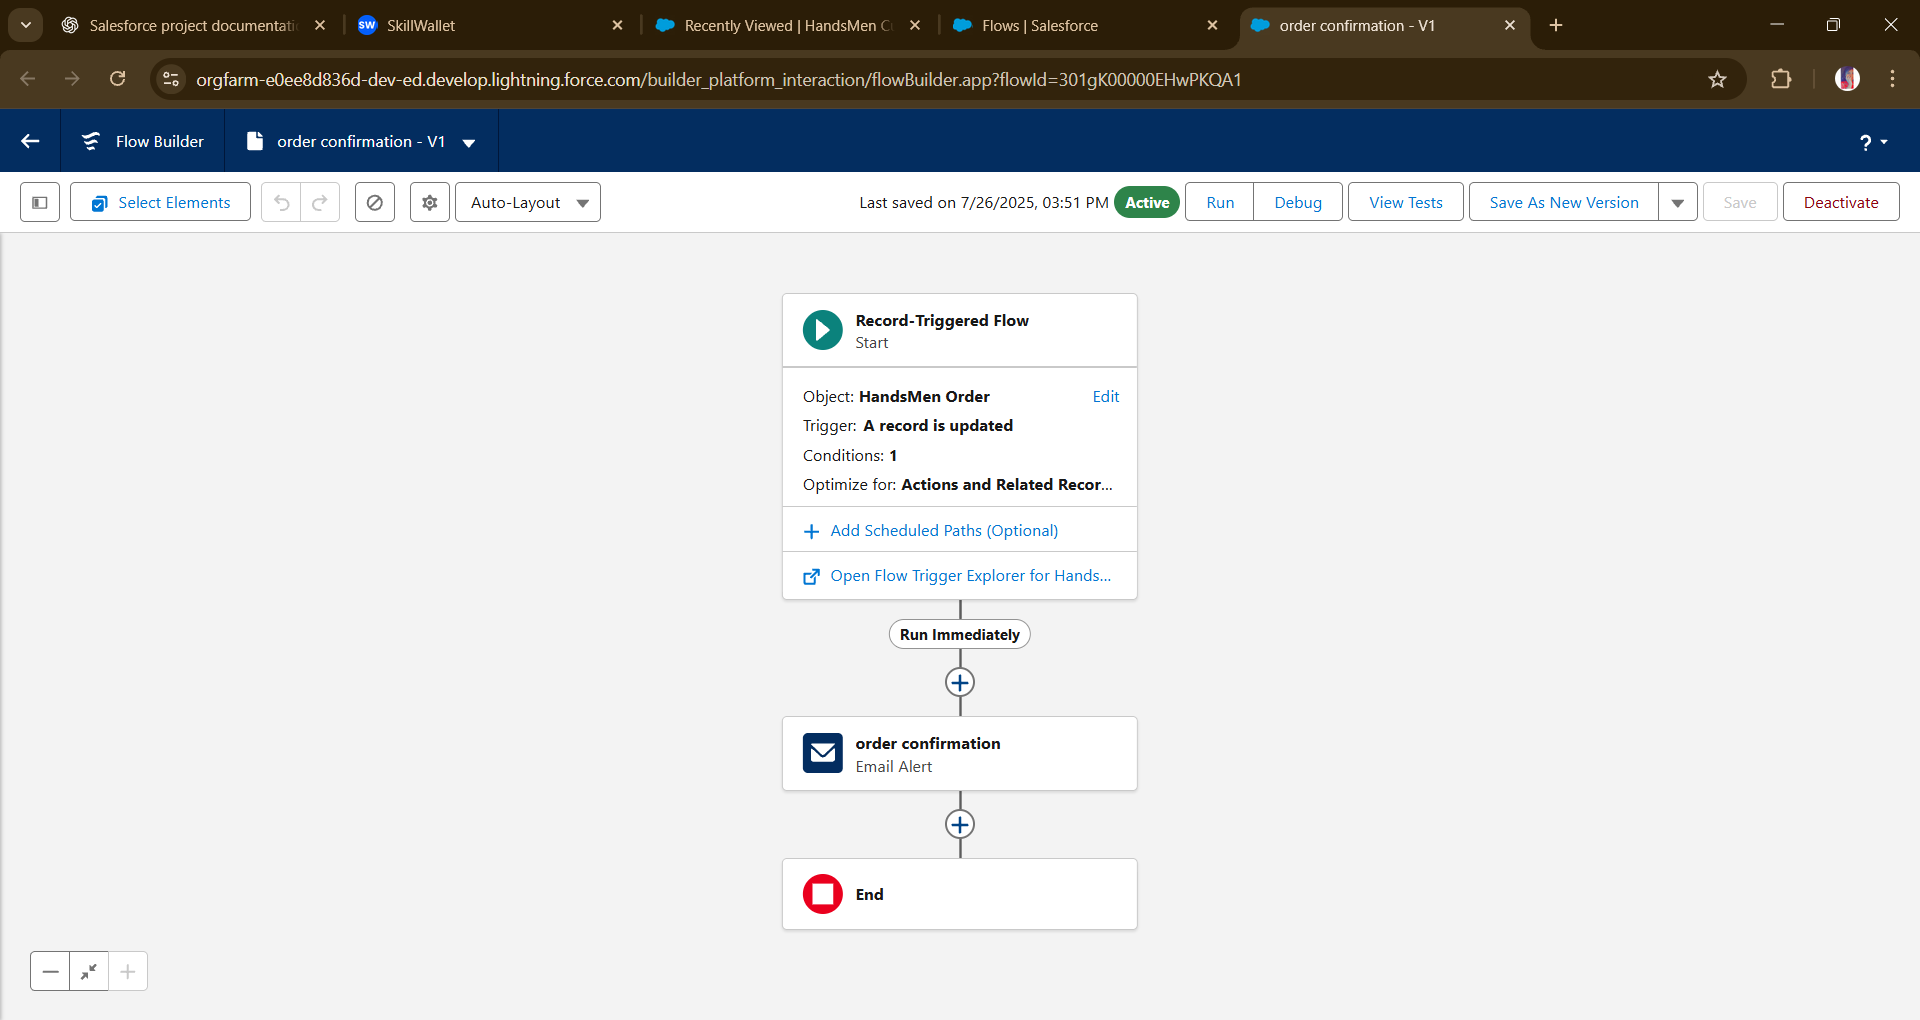 Salesforce project documentati
SW SkillWallet
Recently Viewed | HandsMen Cu
Flows | Salesforce
order confirmation - V1
orgfarm-e0ee8d836d-dev-ed.develop.lightning.force.com/builder_platform_interaction/flowBuilder.app?flowId=301gK00000EHwPKQA1
Flow Builder
order confirmation - V1
?
Select Elements
Auto-Layout
Last saved on 7/26/2025, 03:51 PM
Active
Run
Debug
View Tests
Save As New Version
Save
Deactivate
Record-Triggered Flow
Start
Object: HandsMen Order
Edit
Trigger: A record is updated
Conditions: 1
Optimize for: Actions and Related Recor...
Add Scheduled Paths (Optional)
Open Flow Trigger Explorer for Hands...
Run Immediately
order confirmation
Email Alert
End